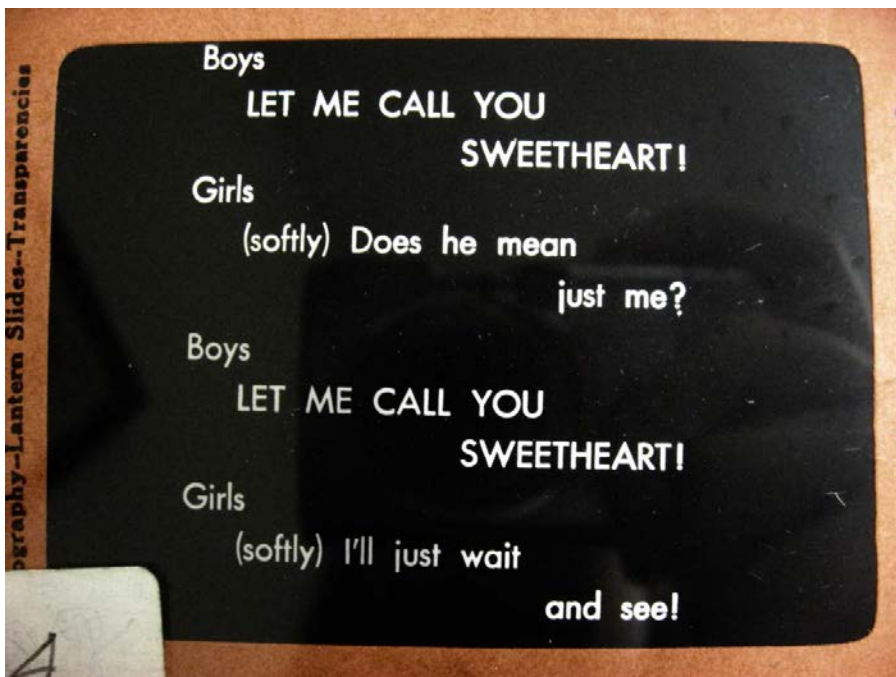 Boys
LET ME CALL YOU
SWEETHEART!
Girls
(softly) Does he mean
just me?
Boys
LET ME CALL YOU
SWEETHEART!
Girls
(softly) I'll just wait
and see!
ography--Lantern Slides--Transparencies
4